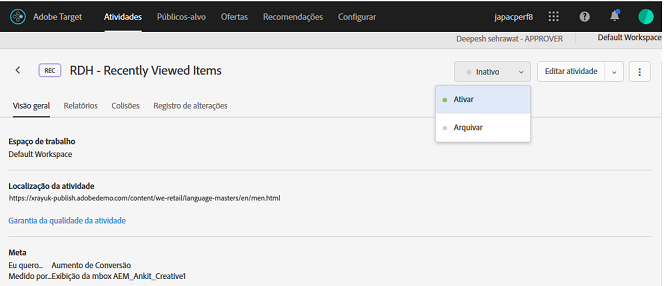 Adobe Target Atividades Públicos-alvo Ofertas Recomendações Configurar japacperf8
Deepesh sehrawat - APPROVER Default Workspace
REC RDH - Recently Viewed Items Inativo Editar atividade
Ativar
Arquivar
Visão geral Relatórios Colisões Registro de alterações
Espaço de trabalho
Default Workspace
Localização da atividade
https://xrayuk-publish.adobedemo.com/content/we-retail/language-masters/en/men.html
Garantia da qualidade da atividade
Meta
Eu quero... Aumento de Conversão
Medido por...Exibição da mbox AEM_Ankit_Creative1